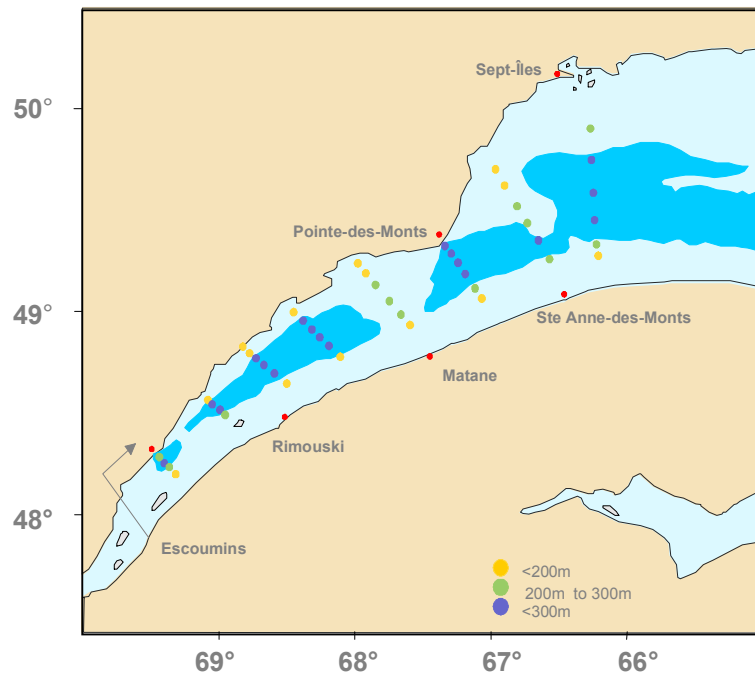 Sept-Îles
50°
Pointe-des-Monts
49°
Ste Anne-des-Monts
Matane
Rimouski
48°
Escoumins
<200m
200m to 300m
<300m
69°
68°
67°
66°